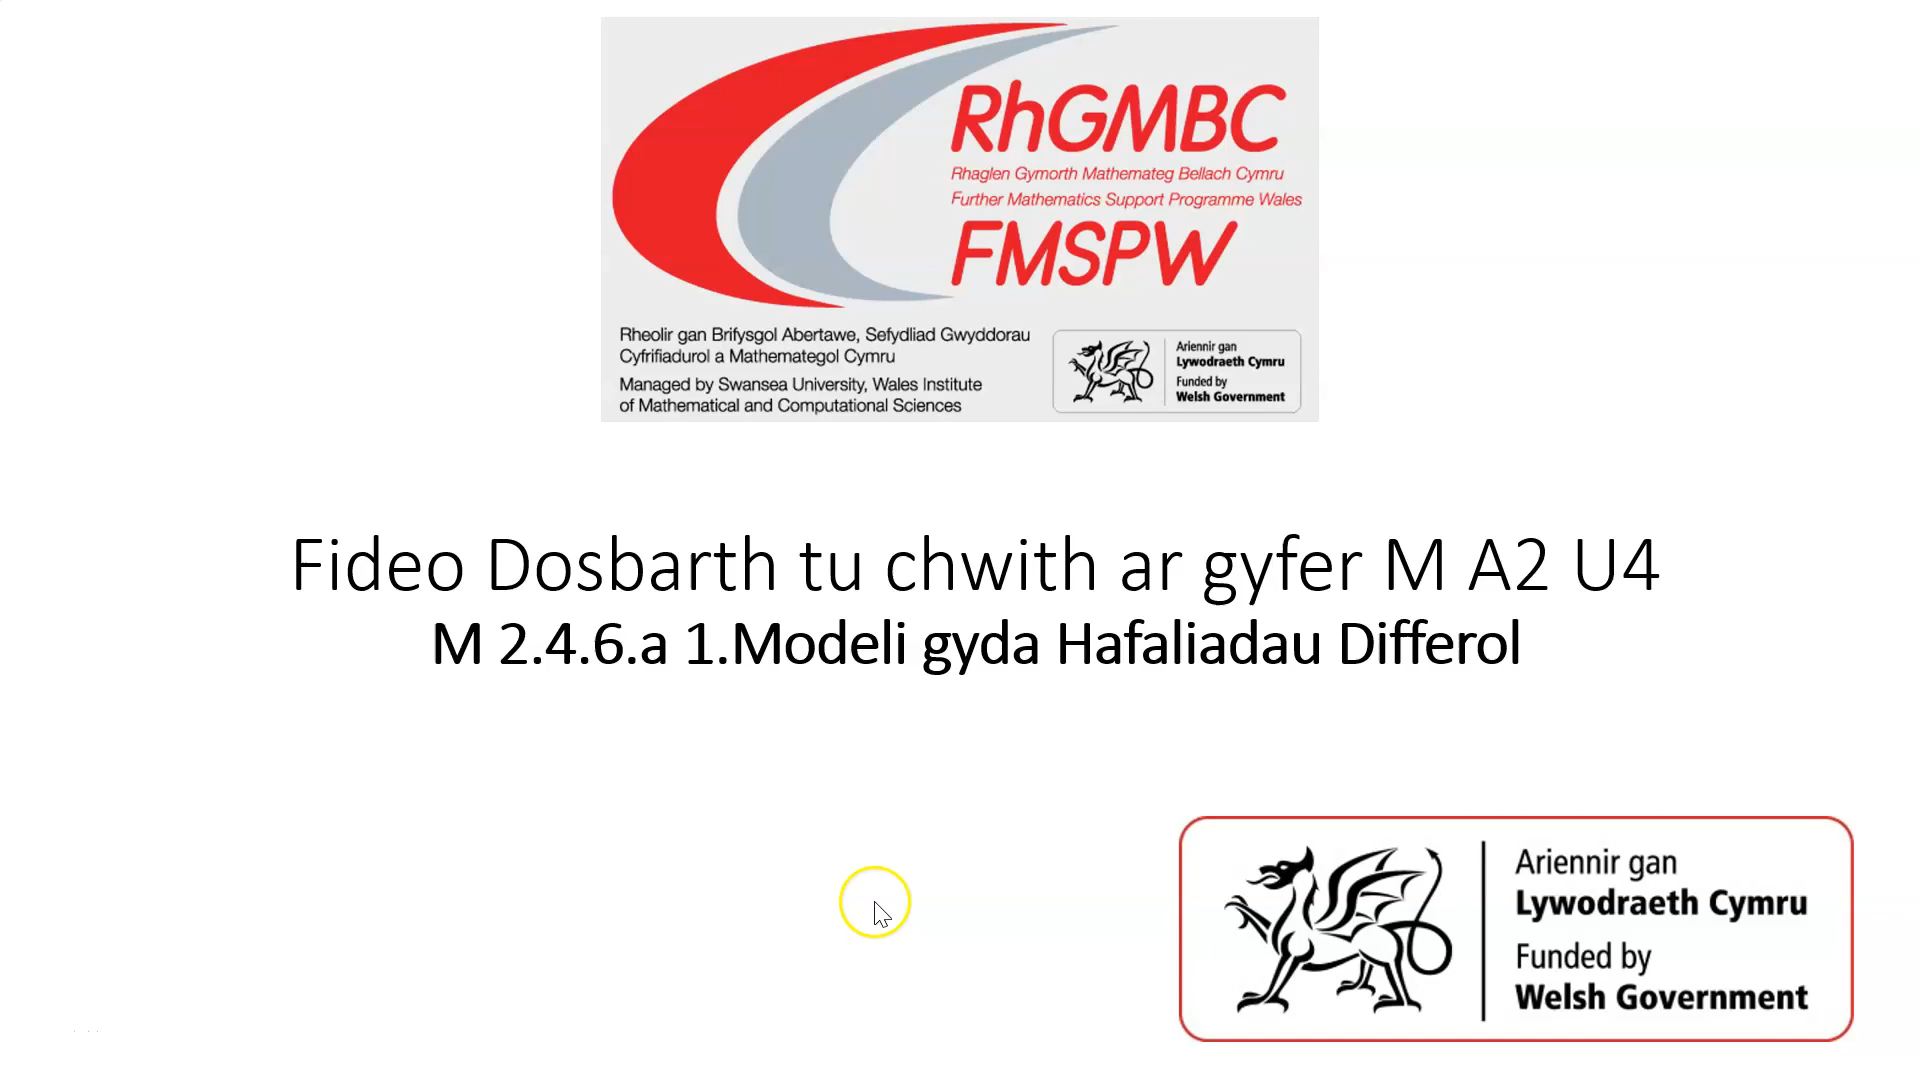 RhGMBC
Rhaglen Gymorth Mathemateg Bellach Cymru
Further Mathematics Support Programme Wales
FMSPW
Rheolir gan Brifysgol Abertawe, Sefydliad Gwyddorau
Cyfrifiadurol a Mathemategol Cymru
Managed by Swansea University, Wales Institute
of Mathematical and Computational Sciences
Ariennir gan
Lywodraeth Cymru
Funded by
Welsh Government
Fideo Dosbarth tu chwith ar gyfer M A2 U4
M 2.4.6.a 1.Modeli gyda Hafaliadau Differol
Ariennir gan
Lywodraeth Cymru
Funded by
Welsh Government